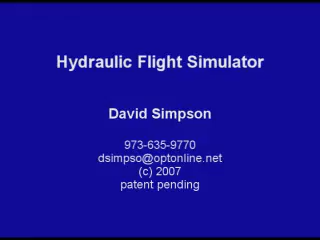 Hydraulic Flight Simulator
David Simpson
973-635-9770
dsimpso@optonline.net
(c) 2007
patent pending